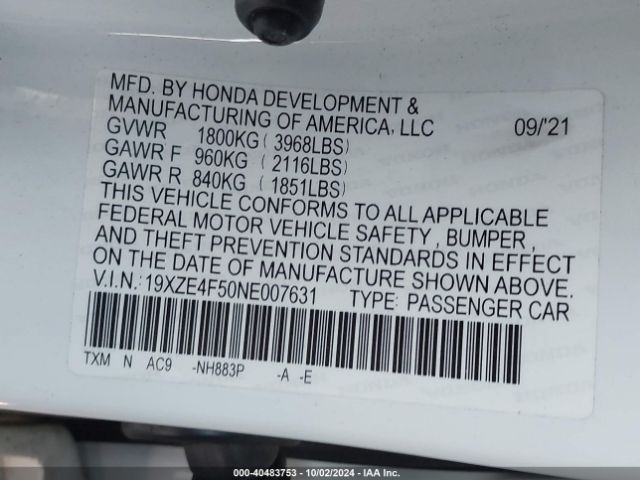 MFD. BY HONDA DEVELOPMENT &
MANUFACTURING OF AMERICA, LLC 09/'21
GVWR 1800KG ( 3968LBS)
GAWR F 960KG ( 2116LBS)
GAWR R 840KG ( 1851LBS)
THIS VEHICLE CONFORMS TO ALL APPLICABLE
FEDERAL MOTOR VEHICLE SAFETY , BUMPER ,
AND THEFT PREVENTION STANDARDS IN EFFECT
ON THE DATE OF MANUFACTURE SHOWN ABOVE.
V.I.N.: 19XZE4F50NE007631 TYPE: PASSENGER CAR
TXM N AC9 -NH883P -A -E
000-40483753 - 10/02/2024 - IAA Inc.